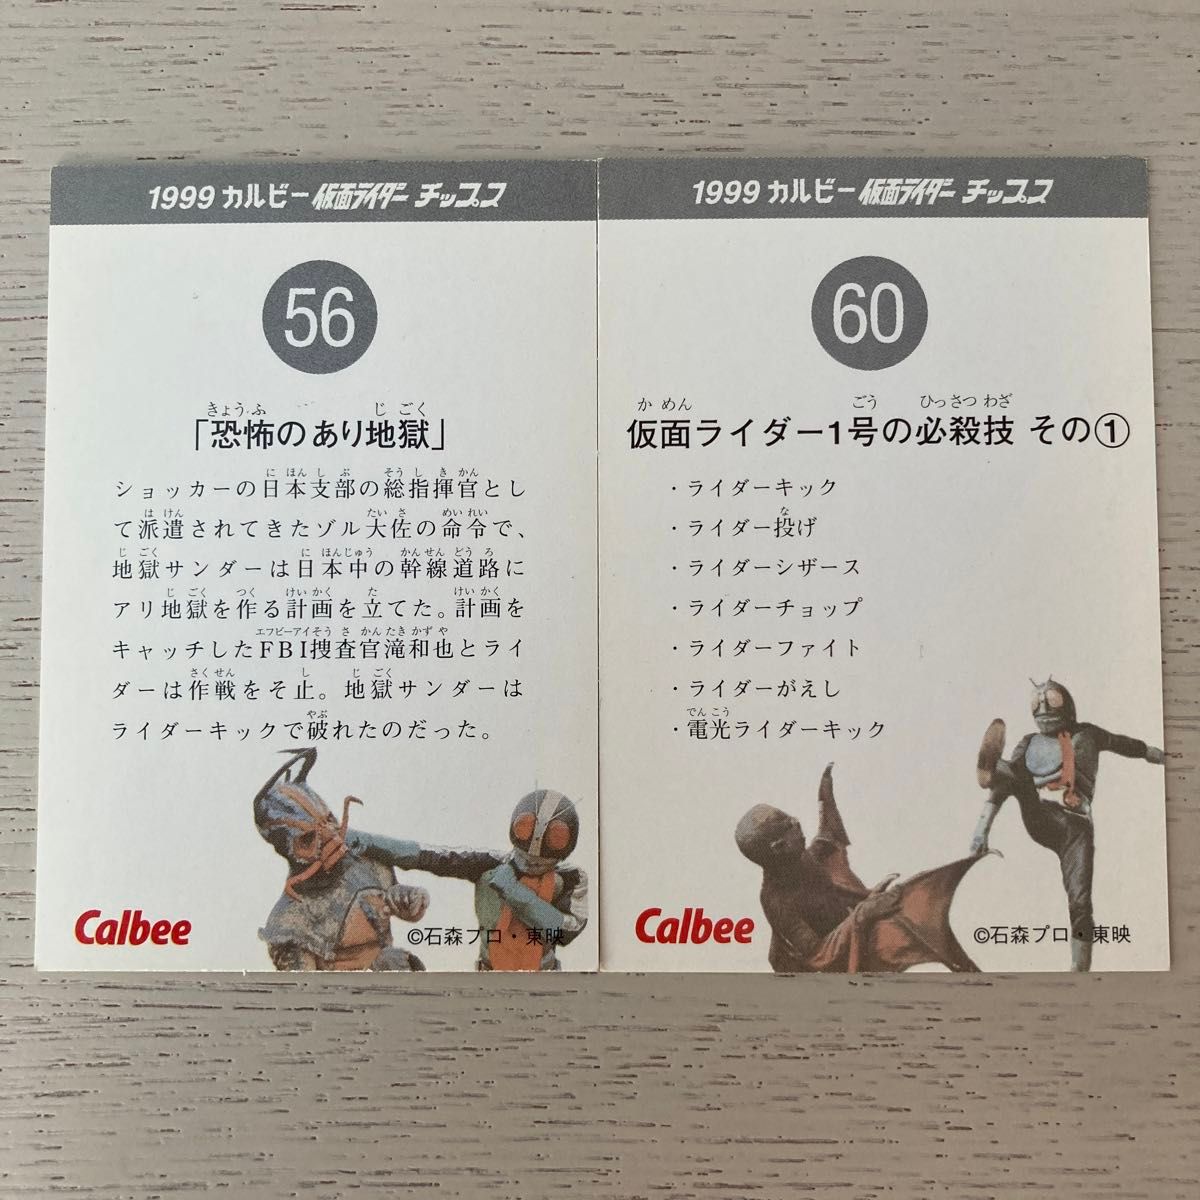 1999 カルビー 仮面ライダー チップス
56
「恐怖のあり地獄」
ショッカーの日本支部の総指揮官とし
て派遣されてきたゾル大佐の命令で、
地獄サンダーは日本中の幹線道路に
アリ地獄を作る計画を立てた。計画を
キャッチしたFBI捜査官滝和也とライ
ダーは作戦をそ止。地獄サンダーは
ライダーキックで破れたのだった。
Calbee
©石森プロ・東映
1999 カルビー 仮面ライダー チップス
60
仮面ライダー1号の必殺技 その①
・ライダーキック
・ライダー投げ
・ライダーシザース
・ライダーチョップ
・ライダーファイト
・ライダーがえし
・電光ライダーキック
Calbee
©石森プロ・東映